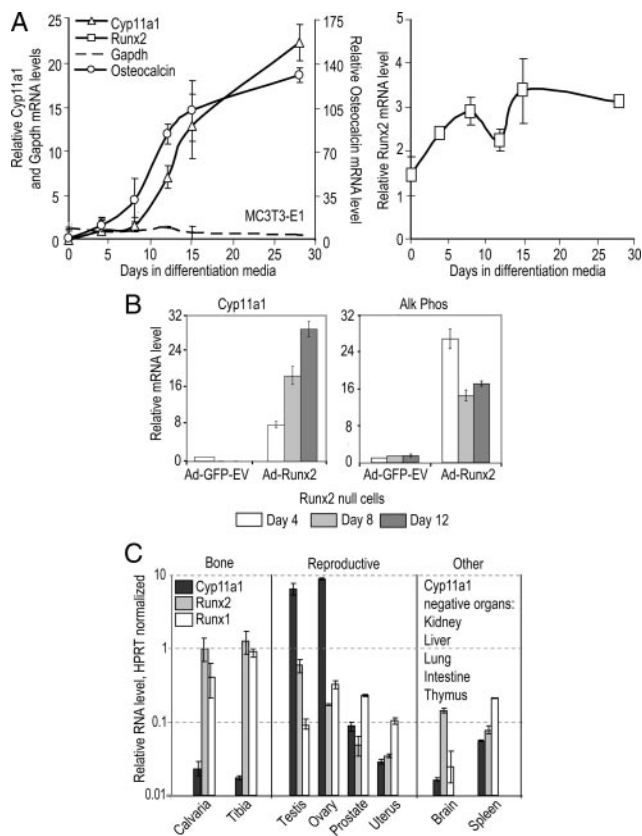 A
Cyp11a1
Runx2
Gapdh
Osteocalcin
Relative Cyp11a1
and Gapdh mRNA levels
25
20
15
10
5
0
Relative Osteocalcin mRNA level
165
150
135
105
75
45
30
0
MC3T3-E1
0 5 10 15 20 25 30
Days in differentiation media
Relative Runx2 mRNA level
5
4
3
2
1
0
0 5 10 15 20 25 30
Days in differentiation media
B
Cyp11a1
Alk Phos
Relative mRNA level
32
24
16
8
0
32
24
16
8
0
Ad-GFP-EV Ad-Runx2
Ad-GFP-EV Ad-Runx2
Runx2 null cells
Day 4 Day 8 Day 12
C
Bone
Reproductive
Other
Relative RNA level, HPRT normalized
10
1
0.1
0.01
Cyp11a1
Runx2
Runx1
Cyp11a1
negative organs:
Kidney
Liver
Lung
Intestine
Thymus
Calvaria
Tibia
Testis
Ovary
Prostate
Uterus
Brain
Spleen